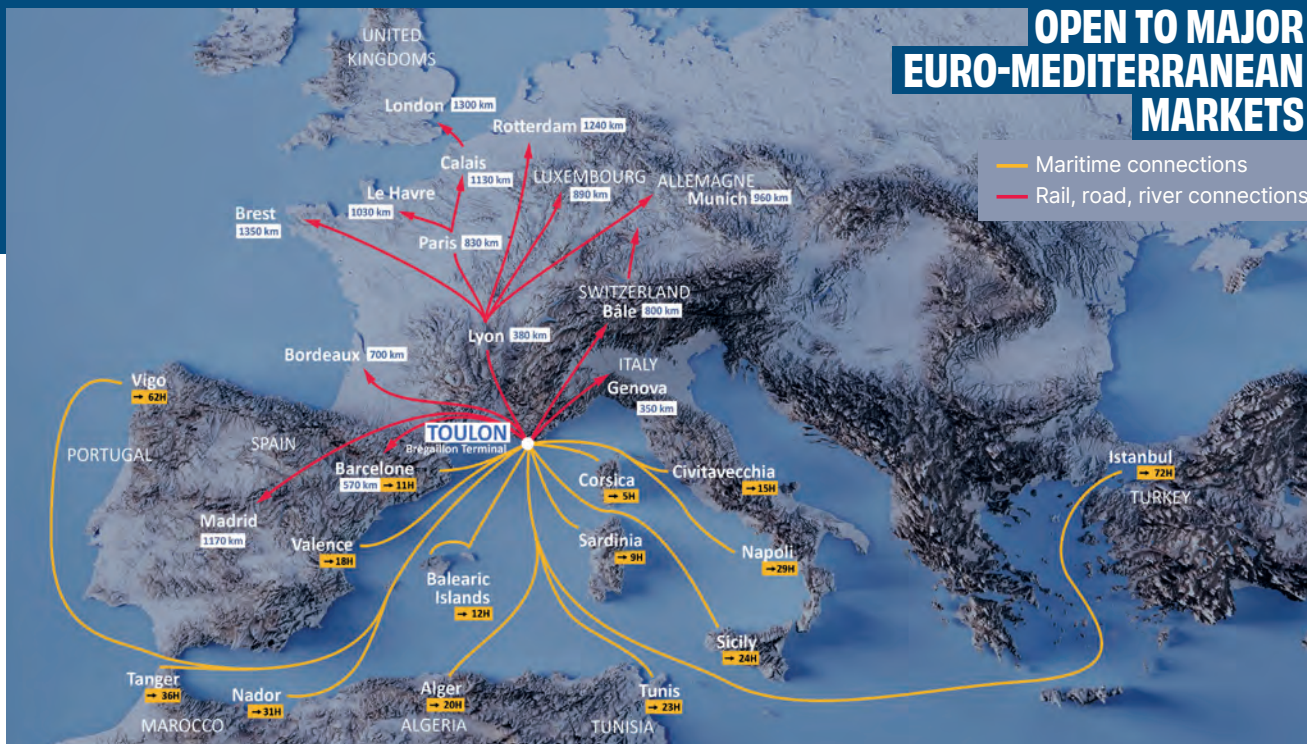 OPEN TO MAJOR
EURO-MEDITERRANEAN
MARKETS
Maritime connections
Rail, road, river connections
UNITED
KINGDOMS
London 1300 km
Rotterdam 1240 km
Calais
1130 km
LUXEMBOURG
890 km
ALLEMAGNE
Munich 960 km
Le Havre
1030 km
Brest
1350 km
Paris 830 km
SWITZERLAND
Bâle 800 km
Lyon 380 km
Bordeaux 700 km
ITALY
Genova
350 km
Vigo
→ 62H
TOULON
Brégaillon Terminal
PORTUGAL
SPAIN
Barcelone
570 km → 11H
Corsica
→ 5H
Civitavecchia
→ 15H
Istanbul
→ 72H
TURKEY
Madrid
1170 km
Valence
→ 18H
Sardinia
→ 9H
Napoli
→ 29H
Balearic
Islands
→ 12H
Sicily
→ 24H
Tanger
→ 36H
Nador
→ 31H
Alger
→ 20H
Tunis
→ 23H
MAROCCO
ALGERIA
TUNISIA